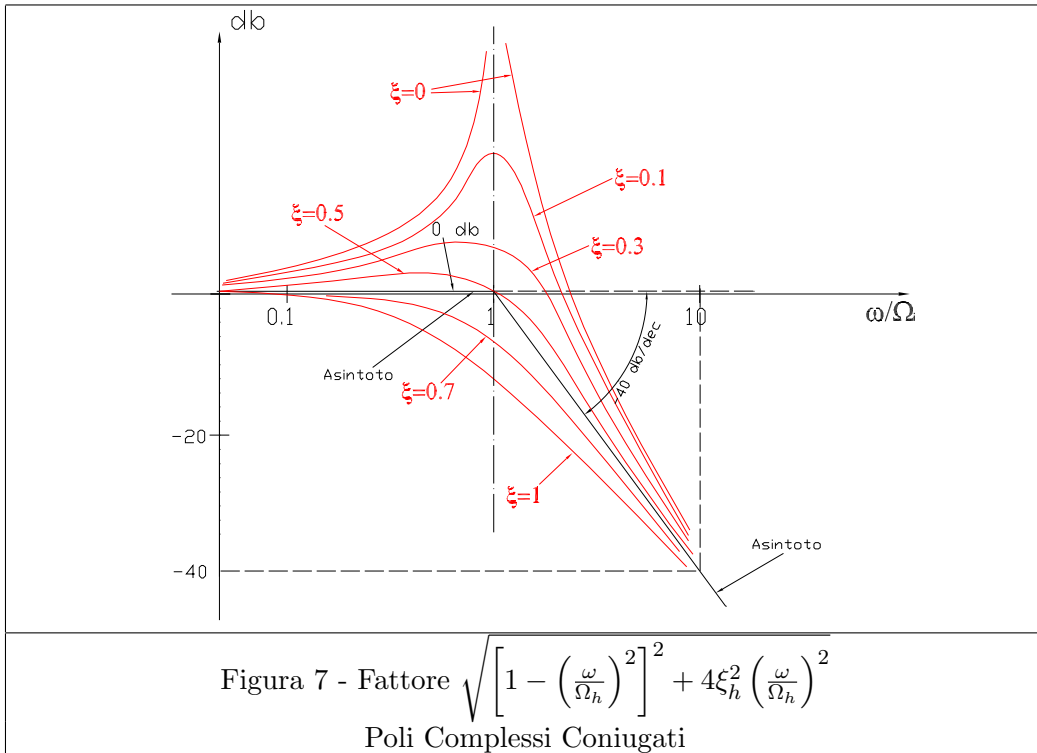 db
ξ=0
ξ=0.1
ξ=0.5
0 db
ξ=0.3
0.1
1
10
ω/Ω
Asintoto
40 db/dec
ξ=0.7
-20
ξ=1
Asintoto
-40
Figura 7 - Fattore √[1 − (ω/Ω_h)²]² + 4ξ_h² (ω/Ω_h)²
Poli Complessi Coniugati